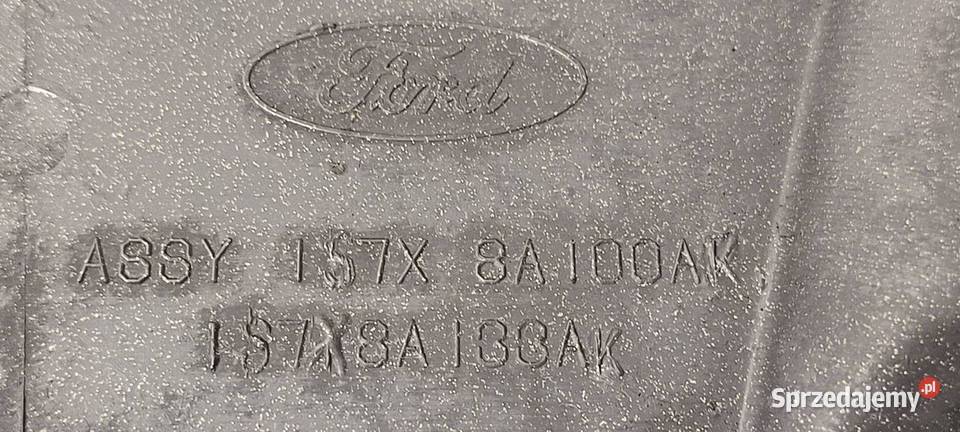 Ford
ASSY 1S7X 8A100AK
1S7X8A133AK
Sprzedajemy.pl